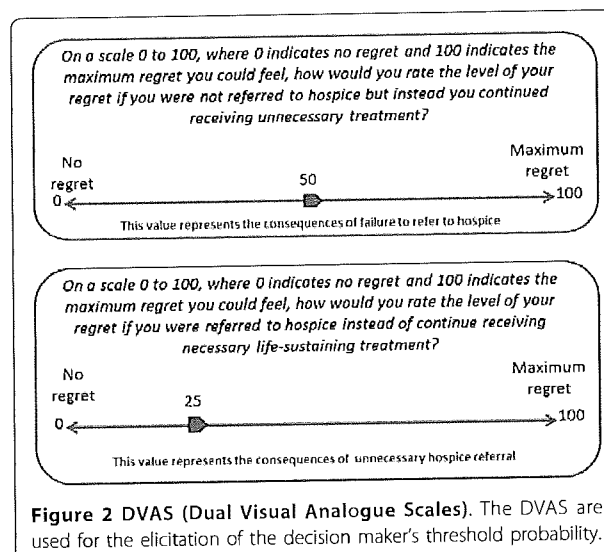 On a scale 0 to 100, where 0 indicates no regret and 100 indicates the
maximum regret you could feel, how would you rate the level of your
regret if you were not referred to hospice but instead you continued
receiving unnecessary treatment?
No
regret
50
Maximum
regret
0
100
This value represents the consequences of failure to refer to hospice
On a scale 0 to 100, where 0 indicates no regret and 100 indicates the
maximum regret you could feel, how would you rate the level of your
regret if you were referred to hospice instead of continue receiving
necessary life-sustaining treatment?
No
regret
25
Maximum
regret
0
100
This value represents the consequences of unnecessary hospice referral
Figure 2 DVAS (Dual Visual Analogue Scales). The DVAS are
used for the elicitation of the decision maker's threshold probability.